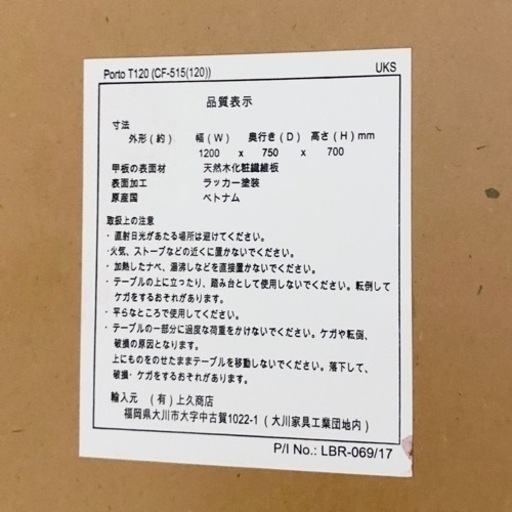 Porto T120 (CF-515(120)) UKS
品質表示
寸法
外形(約) 幅(W) 奥行き(D) 高さ(H)mm
1200 x 750 x 700
甲板の表面材 天然木化粧繊維板
表面加工 ラッカー塗装
原産国 ベトナム
取扱上の注意
・直射日光があたる場所は避けてください。
・火気、ストーブなどの近くに置かないでください。
・加熱したナベ、湯沸しなどを直接置かないでください。
・テーブルの上に立ったり、踏み台として使用しないでください。転倒して
ケガをするおそれがあります。
・平らなところで使用してください。
・テーブルの一部分に過度な荷重をかけないでください。ケガや転倒、
破損の原因となります。
上にものをのせたままテーブルを移動しないでください。落下して、
破損・ケガをするおそれがあります。
輸入元 (有)上久商店
福岡県大川市大字中古賀1022-1(大川家具工業団地内)
P/I No.: LBR-069/17